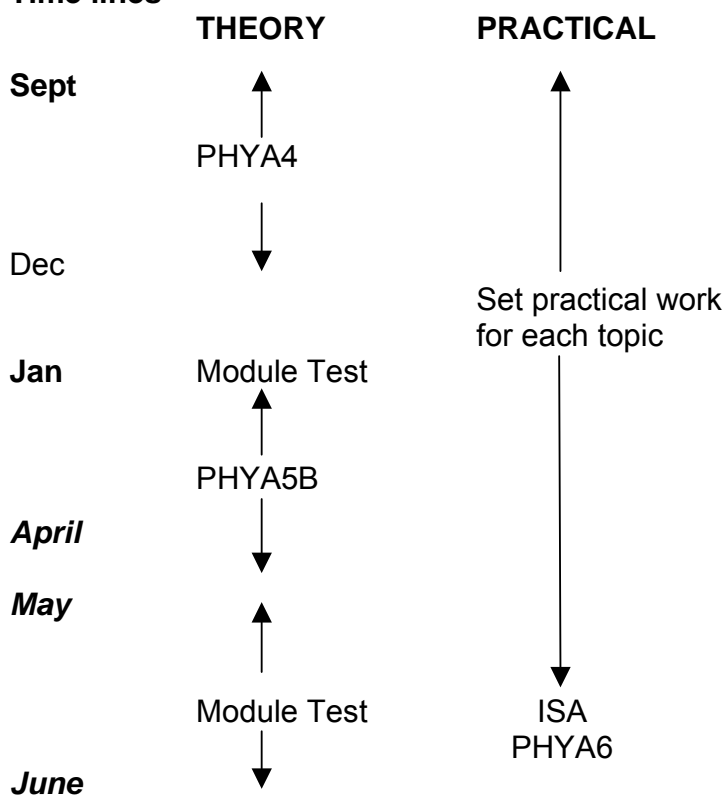 Time lines
THEORY PRACTICAL
Sept
PHYA4
Dec
Set practical work
for each topic
Jan Module Test
PHYA5B
April
May
Module Test ISA
PHYA6
June